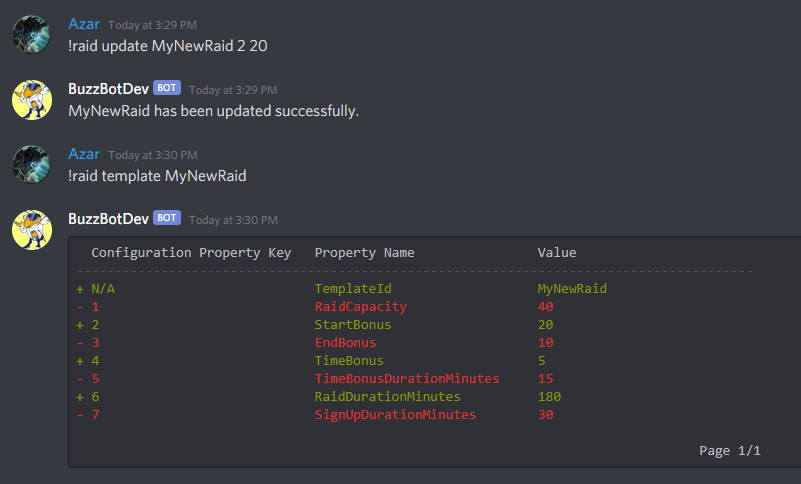 Azar Today at 3:29 PM
!raid update MyNewRaid 2 20
BuzzBotDev BOT Today at 3:29 PM
MyNewRaid has been updated successfully.
Azar Today at 3:30 PM
!raid template MyNewRaid
BuzzBotDev BOT Today at 3:30 PM
Configuration Property Key Property Name Value
--------------------------------------------------------------------------------------
+ N/A TemplateId MyNewRaid
- 1 RaidCapacity 40
+ 2 StartBonus 20
- 3 EndBonus 10
+ 4 TimeBonus 5
- 5 TimeBonusDurationMinutes 15
+ 6 RaidDurationMinutes 180
- 7 SignUpDurationMinutes 30
Page 1/1